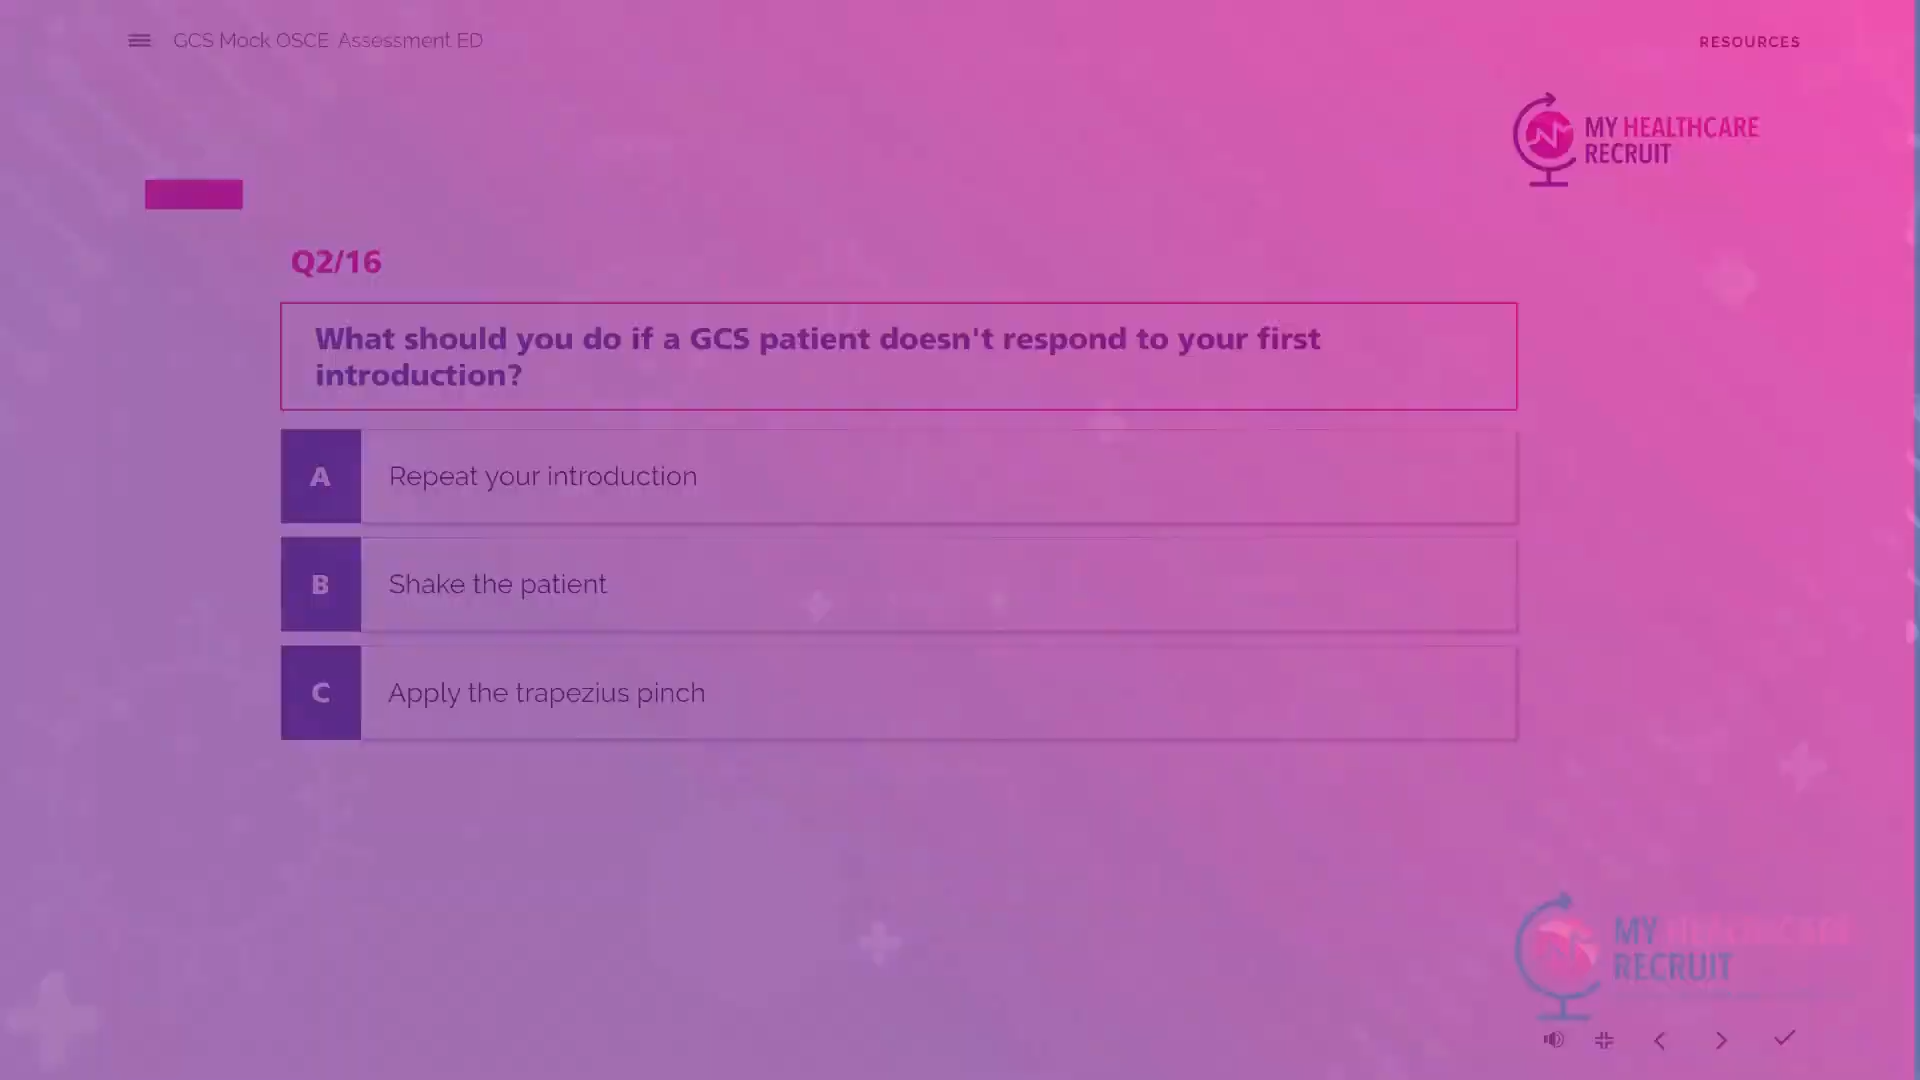 GCS Mock OSCE Assessment ED
RESOURCES
MY HEALTHCARE
RECRUIT
Q2/16
What should you do if a GCS patient doesn't respond to your first
introduction?
A
Repeat your introduction
B
Shake the patient
C
Apply the trapezius pinch
MY HEALTHCARE
RECRUIT